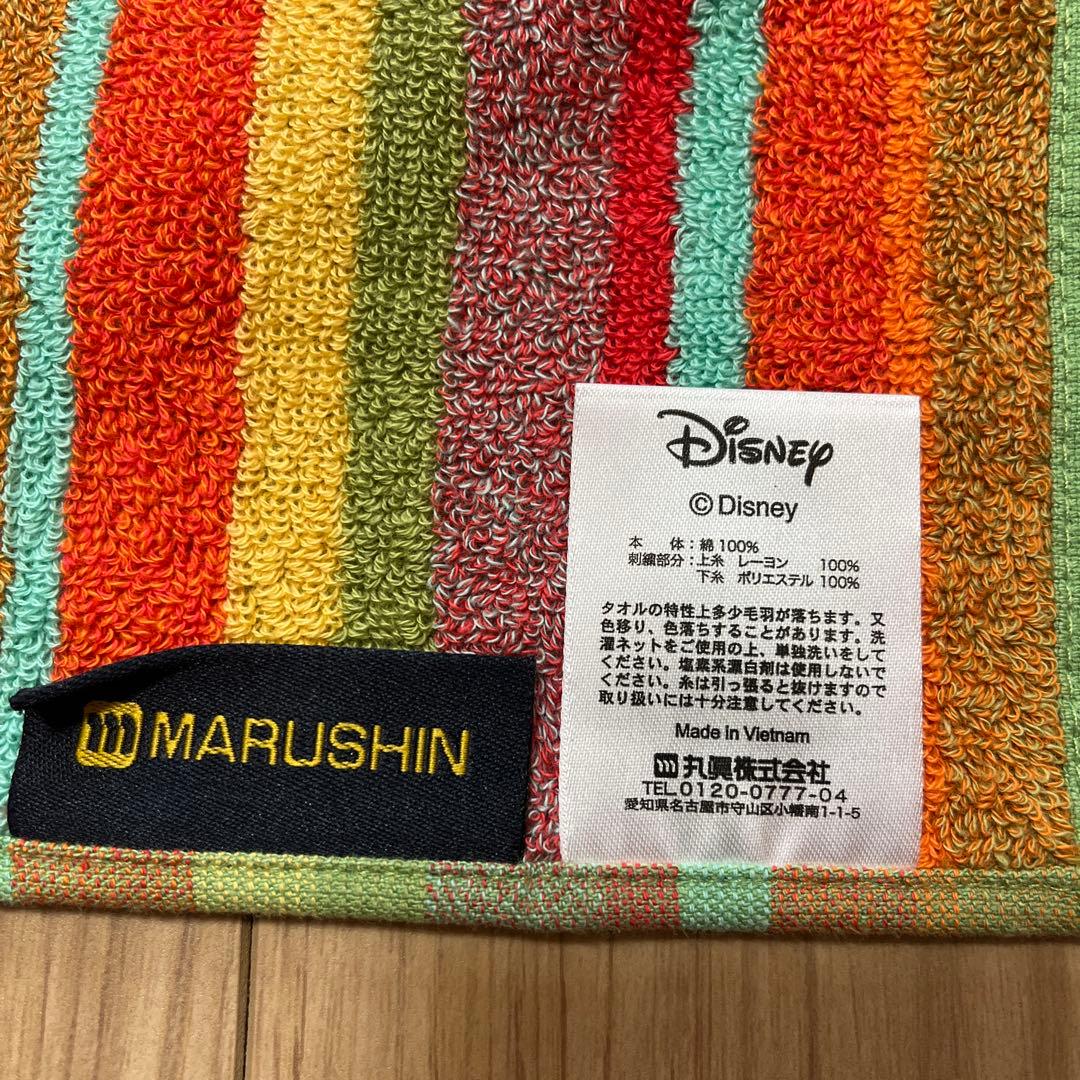 Disney
© Disney
本　体：綿100%
刺繍部分：上糸　レーヨン　100%
下糸　ポリエステル 100%
タオルの特性上多少毛羽が落ちます。又
色移り、色落ちすることがあります。洗
濯ネットをご使用の上、単独洗いをして
ください。塩素系漂白剤は使用しないで
ください。糸は引っ張ると抜けますので
取り扱いには十分注意してください。
Made in Vietnam
丸眞株式会社
TEL 0120-0777-04
愛知県名古屋市守山区小幡南1-1-5
MARUSHIN